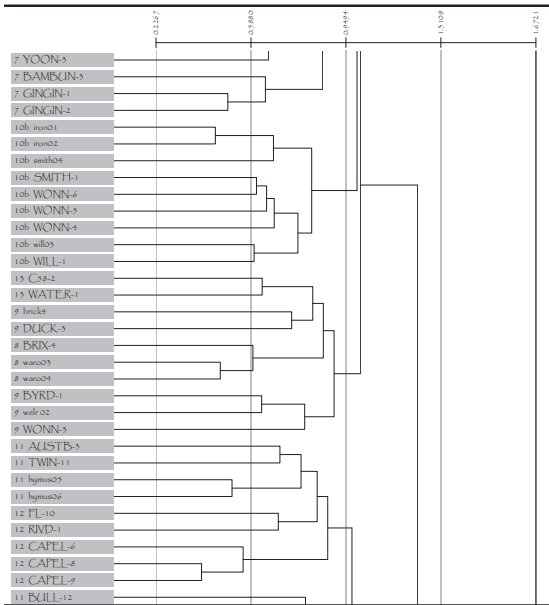 0.2267
0.5880
0.9494
1.3108
1.6721
7 YOON-3
7 BAMBUN-3
7 GINGIN-1
7 GINGIN-2
10b iron01
10b iron02
10b smith04
10b SMITH-1
10b WONN-6
10b WONN-5
10b WONN-4
10b will03
10b WILL-1
13 C58-2
13 WATER-1
9 brick4
9 DUCK-3
8 BRIX-4
8 waro03
8 waro04
9 BYRD-1
9 welr02
9 WONN-3
11 AUSTB-3
11 TWIN-11
11 hymus05
11 hymus06
12 FL-10
12 RIVD-1
12 CAPEL-6
12 CAPEL-8
12 CAPEL-9
11 BULL-12